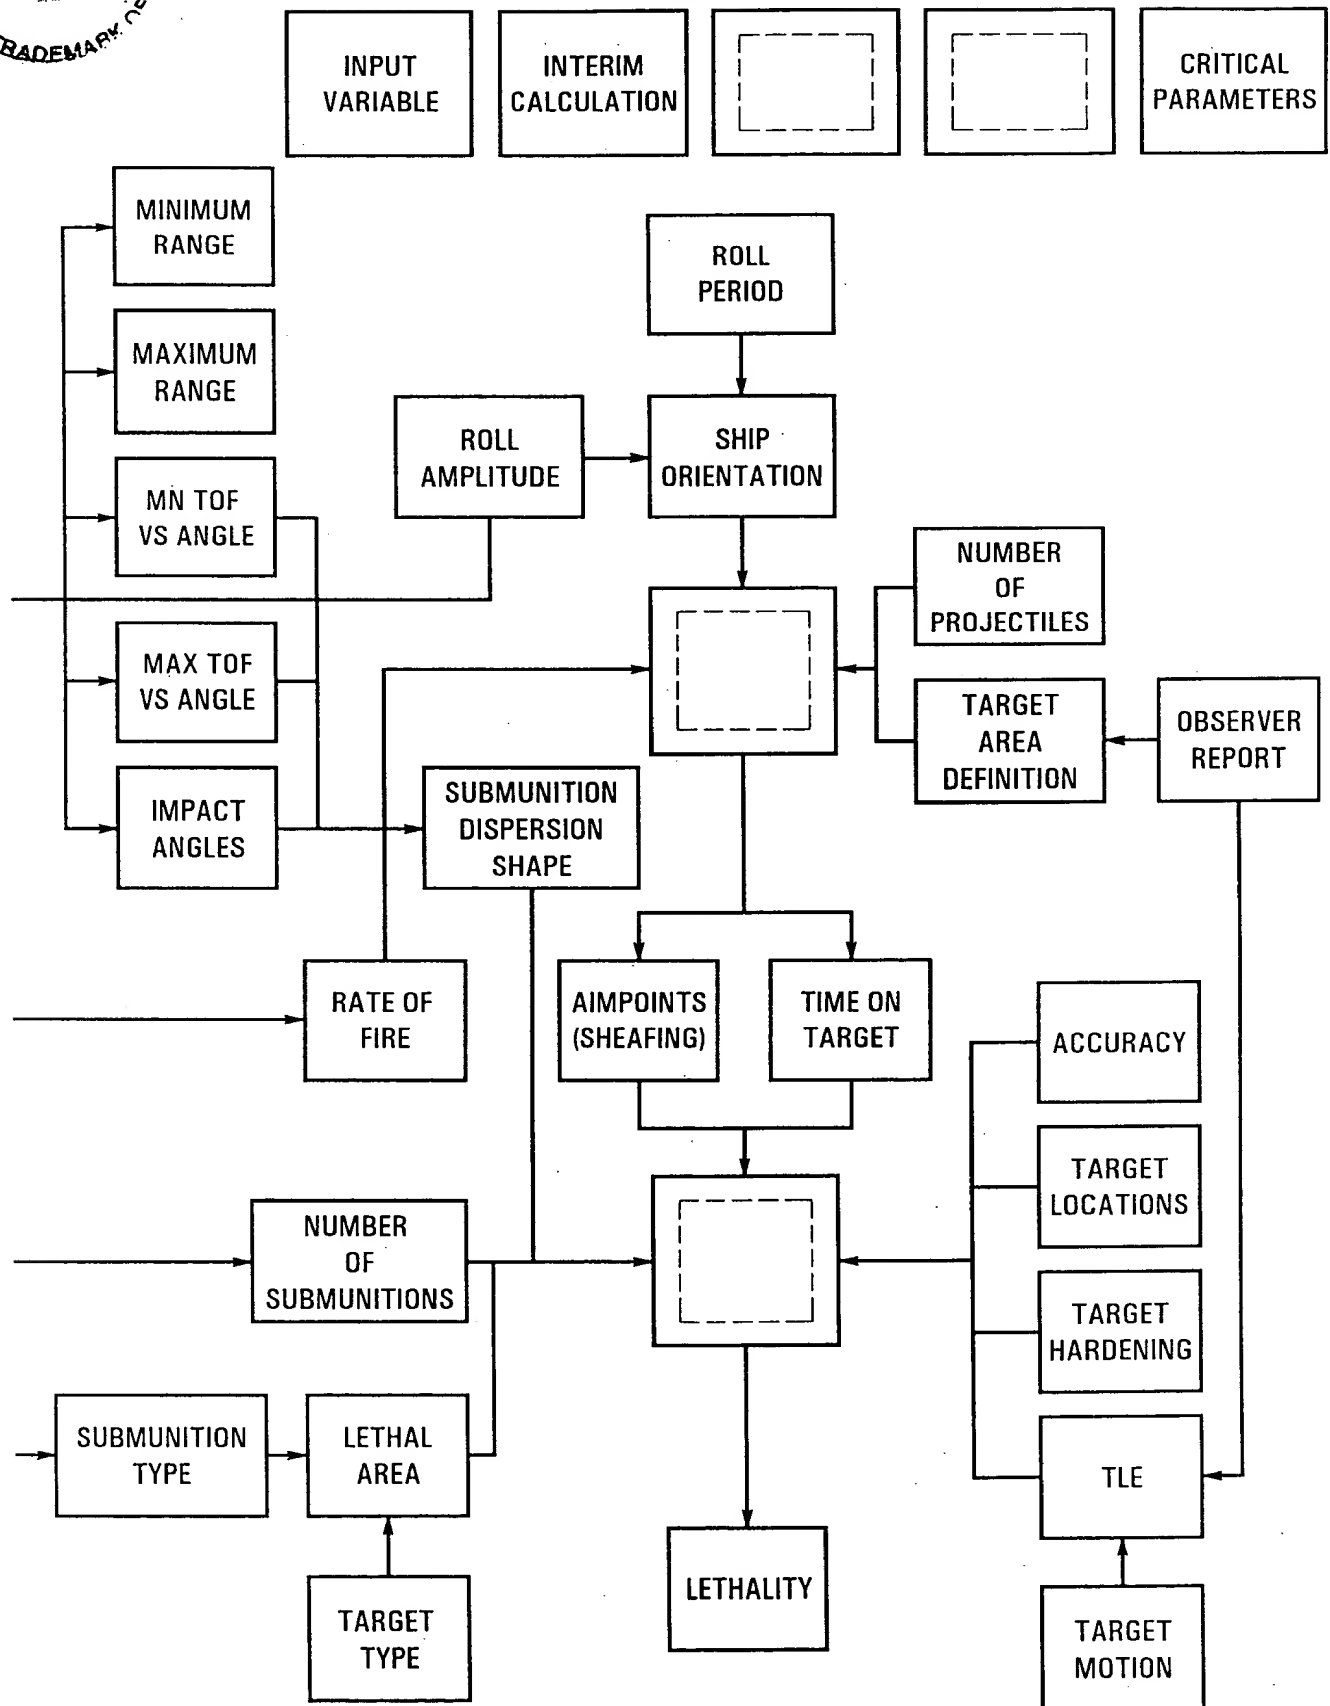 TRADEMARK OF
INPUT
VARIABLE
INTERIM
CALCULATION
CRITICAL
PARAMETERS
MINIMUM
RANGE
ROLL
PERIOD
MAXIMUM
RANGE
ROLL
AMPLITUDE
SHIP
ORIENTATION
MN TOF
VS ANGLE
NUMBER
OF
PROJECTILES
MAX TOF
VS ANGLE
TARGET
AREA
DEFINITION
OBSERVER
REPORT
IMPACT
ANGLES
SUBMUNITION
DISPERSION
SHAPE
RATE OF
FIRE
AIMPOINTS
(SHEAFING)
TIME ON
TARGET
ACCURACY
TARGET
LOCATIONS
NUMBER
OF
SUBMUNITIONS
TARGET
HARDENING
SUBMUNITION
TYPE
LETHAL
AREA
TLE
LETHALITY
TARGET
TYPE
TARGET
MOTION